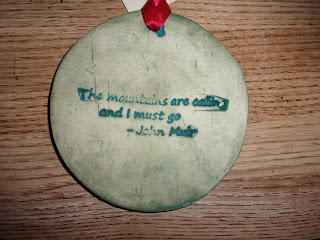 The mountains are calling
and I must go
- John Muir